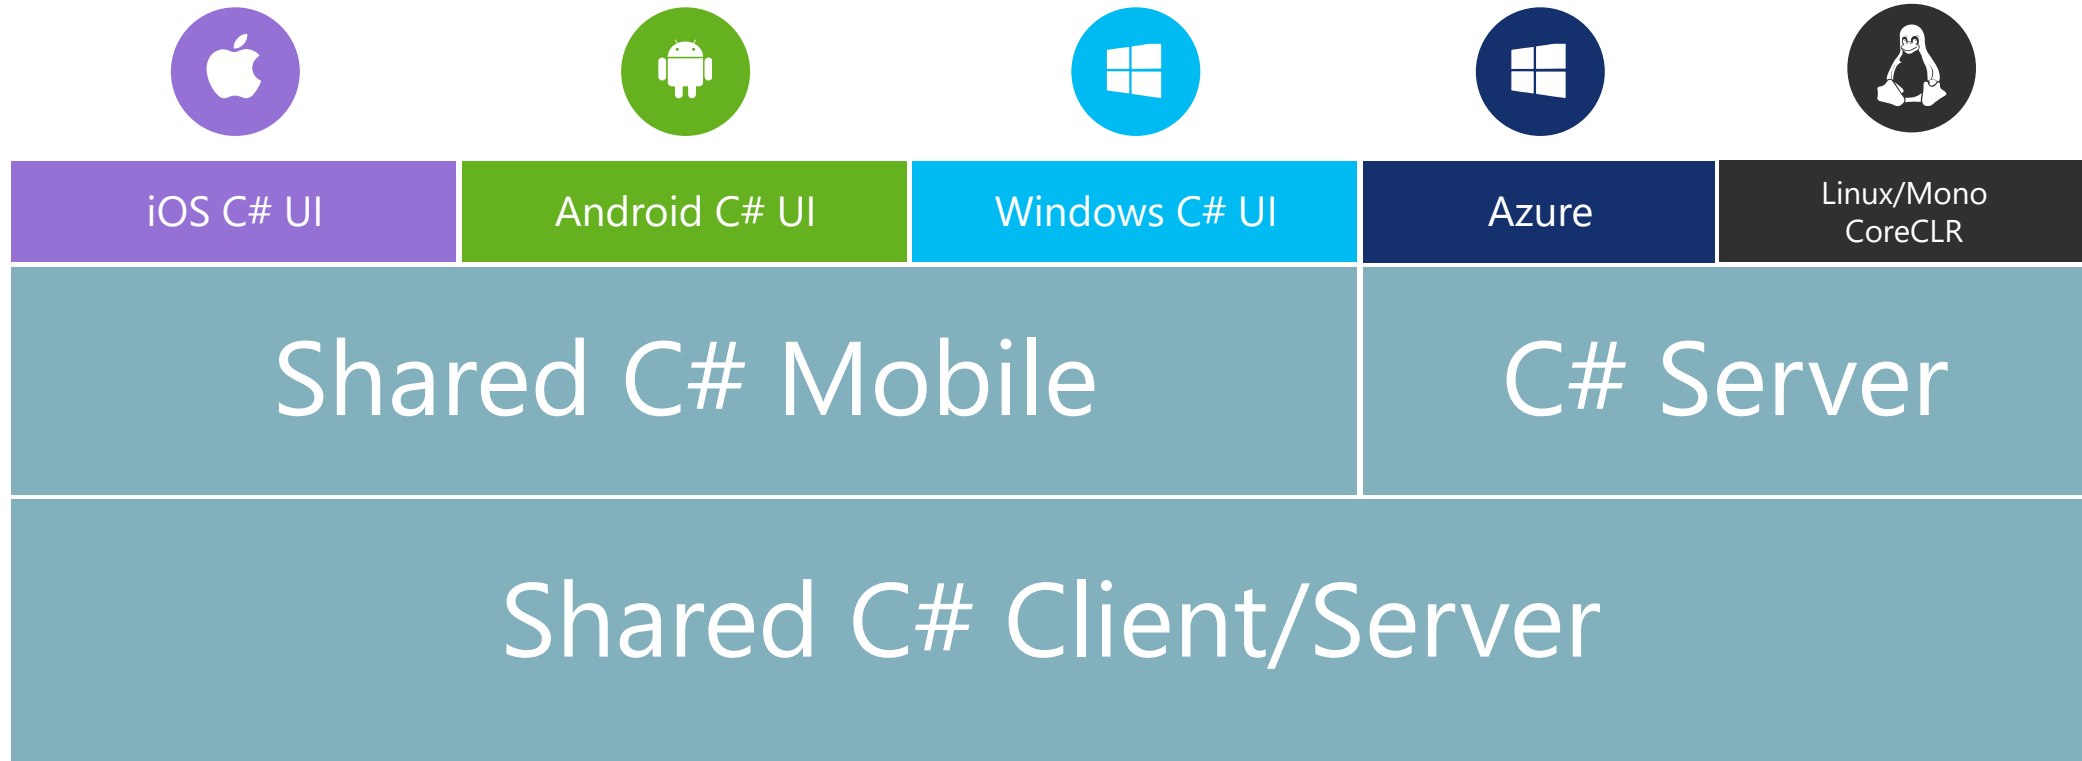 iOS C# UI
Android C# UI
Windows C# UI
Azure
Linux/Mono
CoreCLR
Shared C# Mobile
C# Server
Shared C# Client/Server